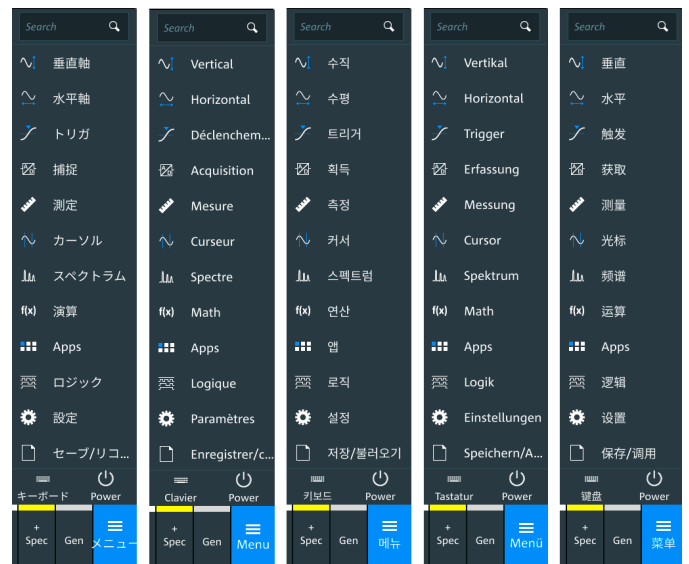 Search
垂直軸
水平軸
トリガ
捕捉
測定
カーソル
スペクトラム
f(x) 演算
Apps
ロジック
設定
セーブ/リコ...
キーボード Power
+
Spec Gen メニュー
Search
Vertical
Horizontal
Déclenchem...
Acquisition
Mesure
Curseur
Spectre
f(x) Math
Apps
Logique
Paramètres
Enregistrer/c...
Clavier Power
+
Spec Gen Menu
Search
수직
수평
트리거
획득
측정
커서
스펙트럼
f(x) 연산
앱
로직
설정
저장/불러오기
키보드 Power
+
Spec Gen 메뉴
Search
Vertikal
Horizontal
Trigger
Erfassung
Messung
Cursor
Spektrum
f(x) Math
Apps
Logik
Einstellungen
Speichern/A...
Tastatur Power
+
Spec Gen Menü
Search
垂直
水平
触发
获取
测量
光标
频谱
f(x) 运算
Apps
逻辑
设置
保存/调用
键盘 Power
+
Spec Gen 菜单